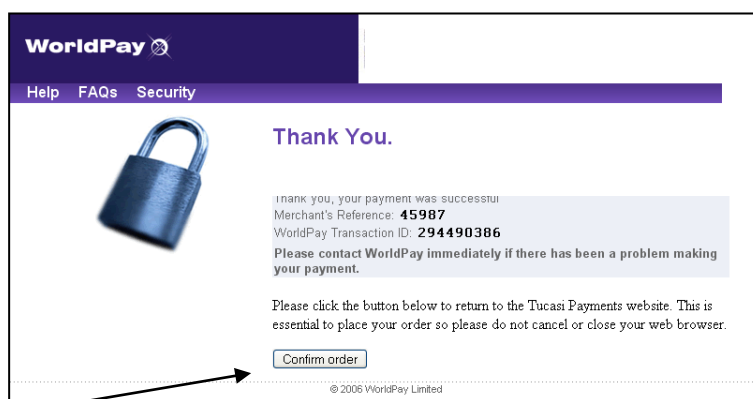 WorldPay
Help FAQs Security
Thank You.
Thank you, your payment was successful
Merchant's Reference: 45987
WorldPay Transaction ID: 294490386
Please contact WorldPay immediately if there has been a problem making
your payment.
Please click the button below to return to the Tucasi Payments website. This is
essential to place your order so please do not cancel or close your web browser.
Confirm order
© 2006 WorldPay Limited